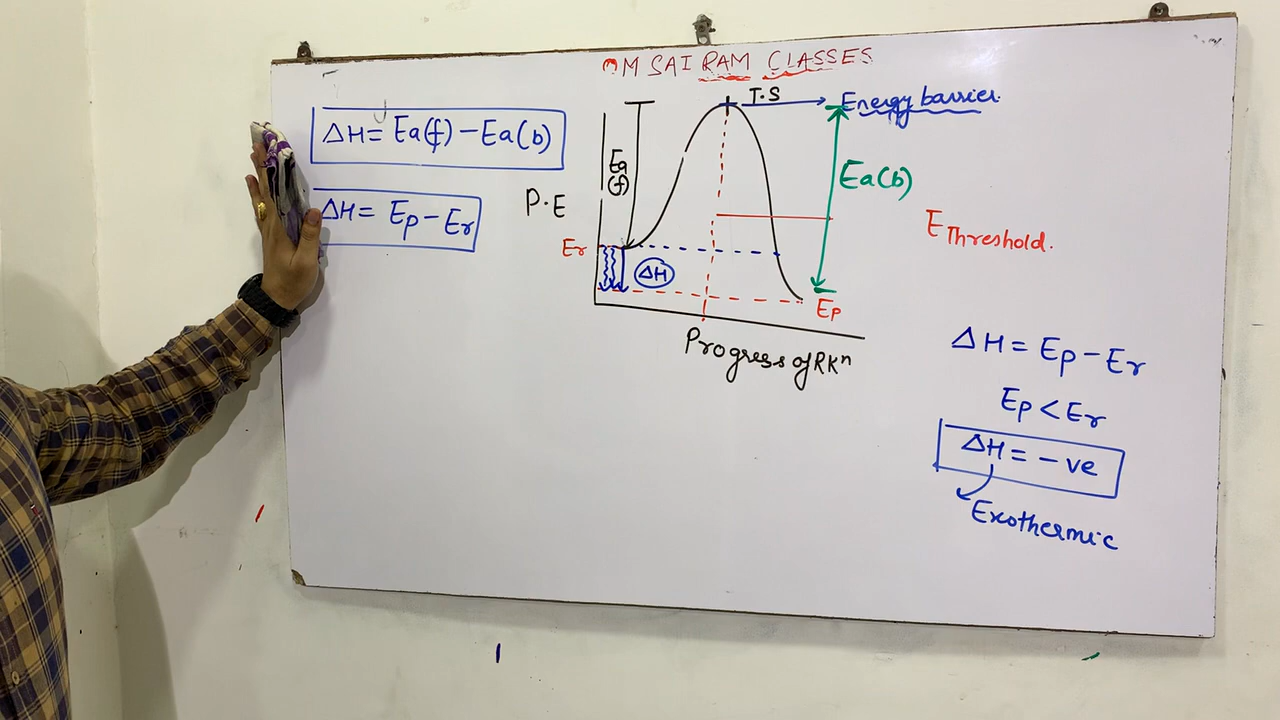 OM SAI RAM CLASSES
ΔH = Ea(f) – Ea(b)
ΔH = Ep – Er
P.E
Ea(f)
T.S
Energy barrier
Ea(b)
Er
ΔH
Ep
E Threshold.
Progress of RKⁿ
ΔH = Ep – Er
Ep < Er
ΔH = – ve
Exothermic